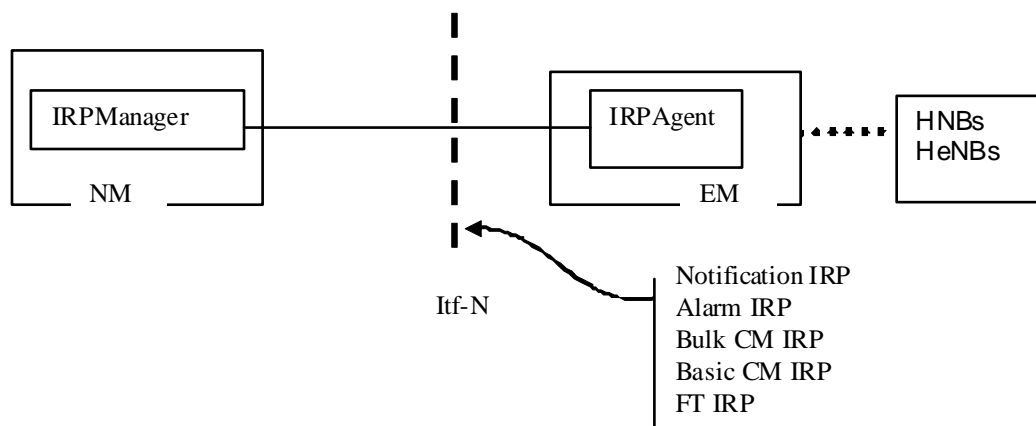 IRPManager
NM
IRPAgent
EM
HNBs
HeNBs
Itf-N
Notification IRP
Alarm IRP
Bulk CM IRP
Basic CM IRP
FT IRP